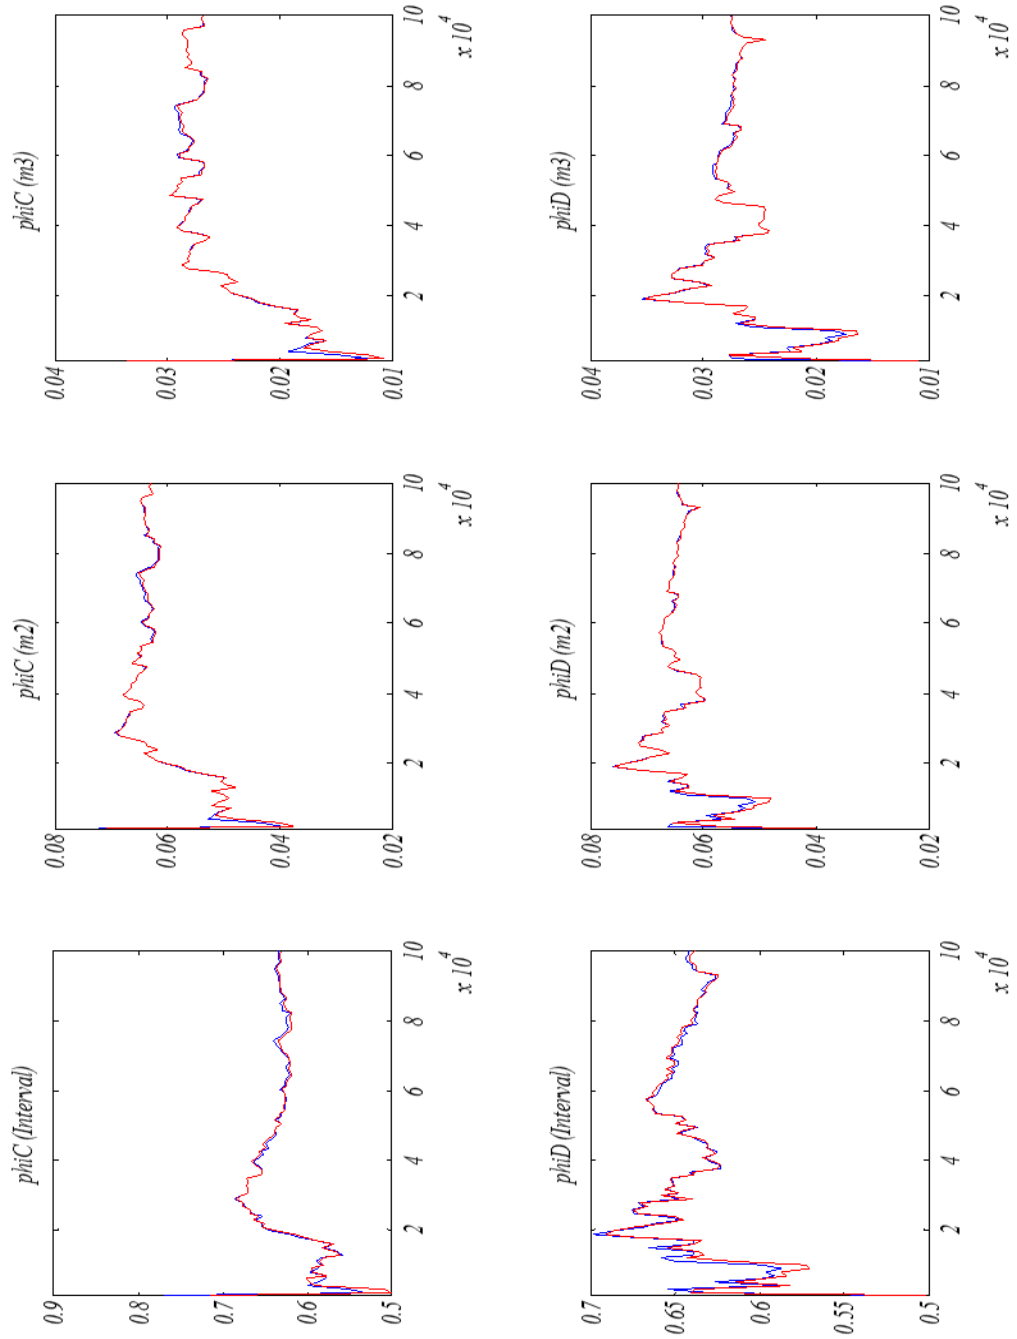 phiC (Interval)
0.9
0.8
0.7
0.6
0.5
2 4 6 8 10
x 10^4
phiC (m2)
0.08
0.06
0.04
0.02
2 4 6 8 10
x 10^4
phiC (m3)
0.04
0.03
0.02
0.01
2 4 6 8 10
x 10^4
phiD (Interval)
0.7
0.65
0.6
0.55
0.5
2 4 6 8 10
x 10^4
phiD (m2)
0.08
0.06
0.04
0.02
2 4 6 8 10
x 10^4
phiD (m3)
0.04
0.03
0.02
0.01
2 4 6 8 10
x 10^4